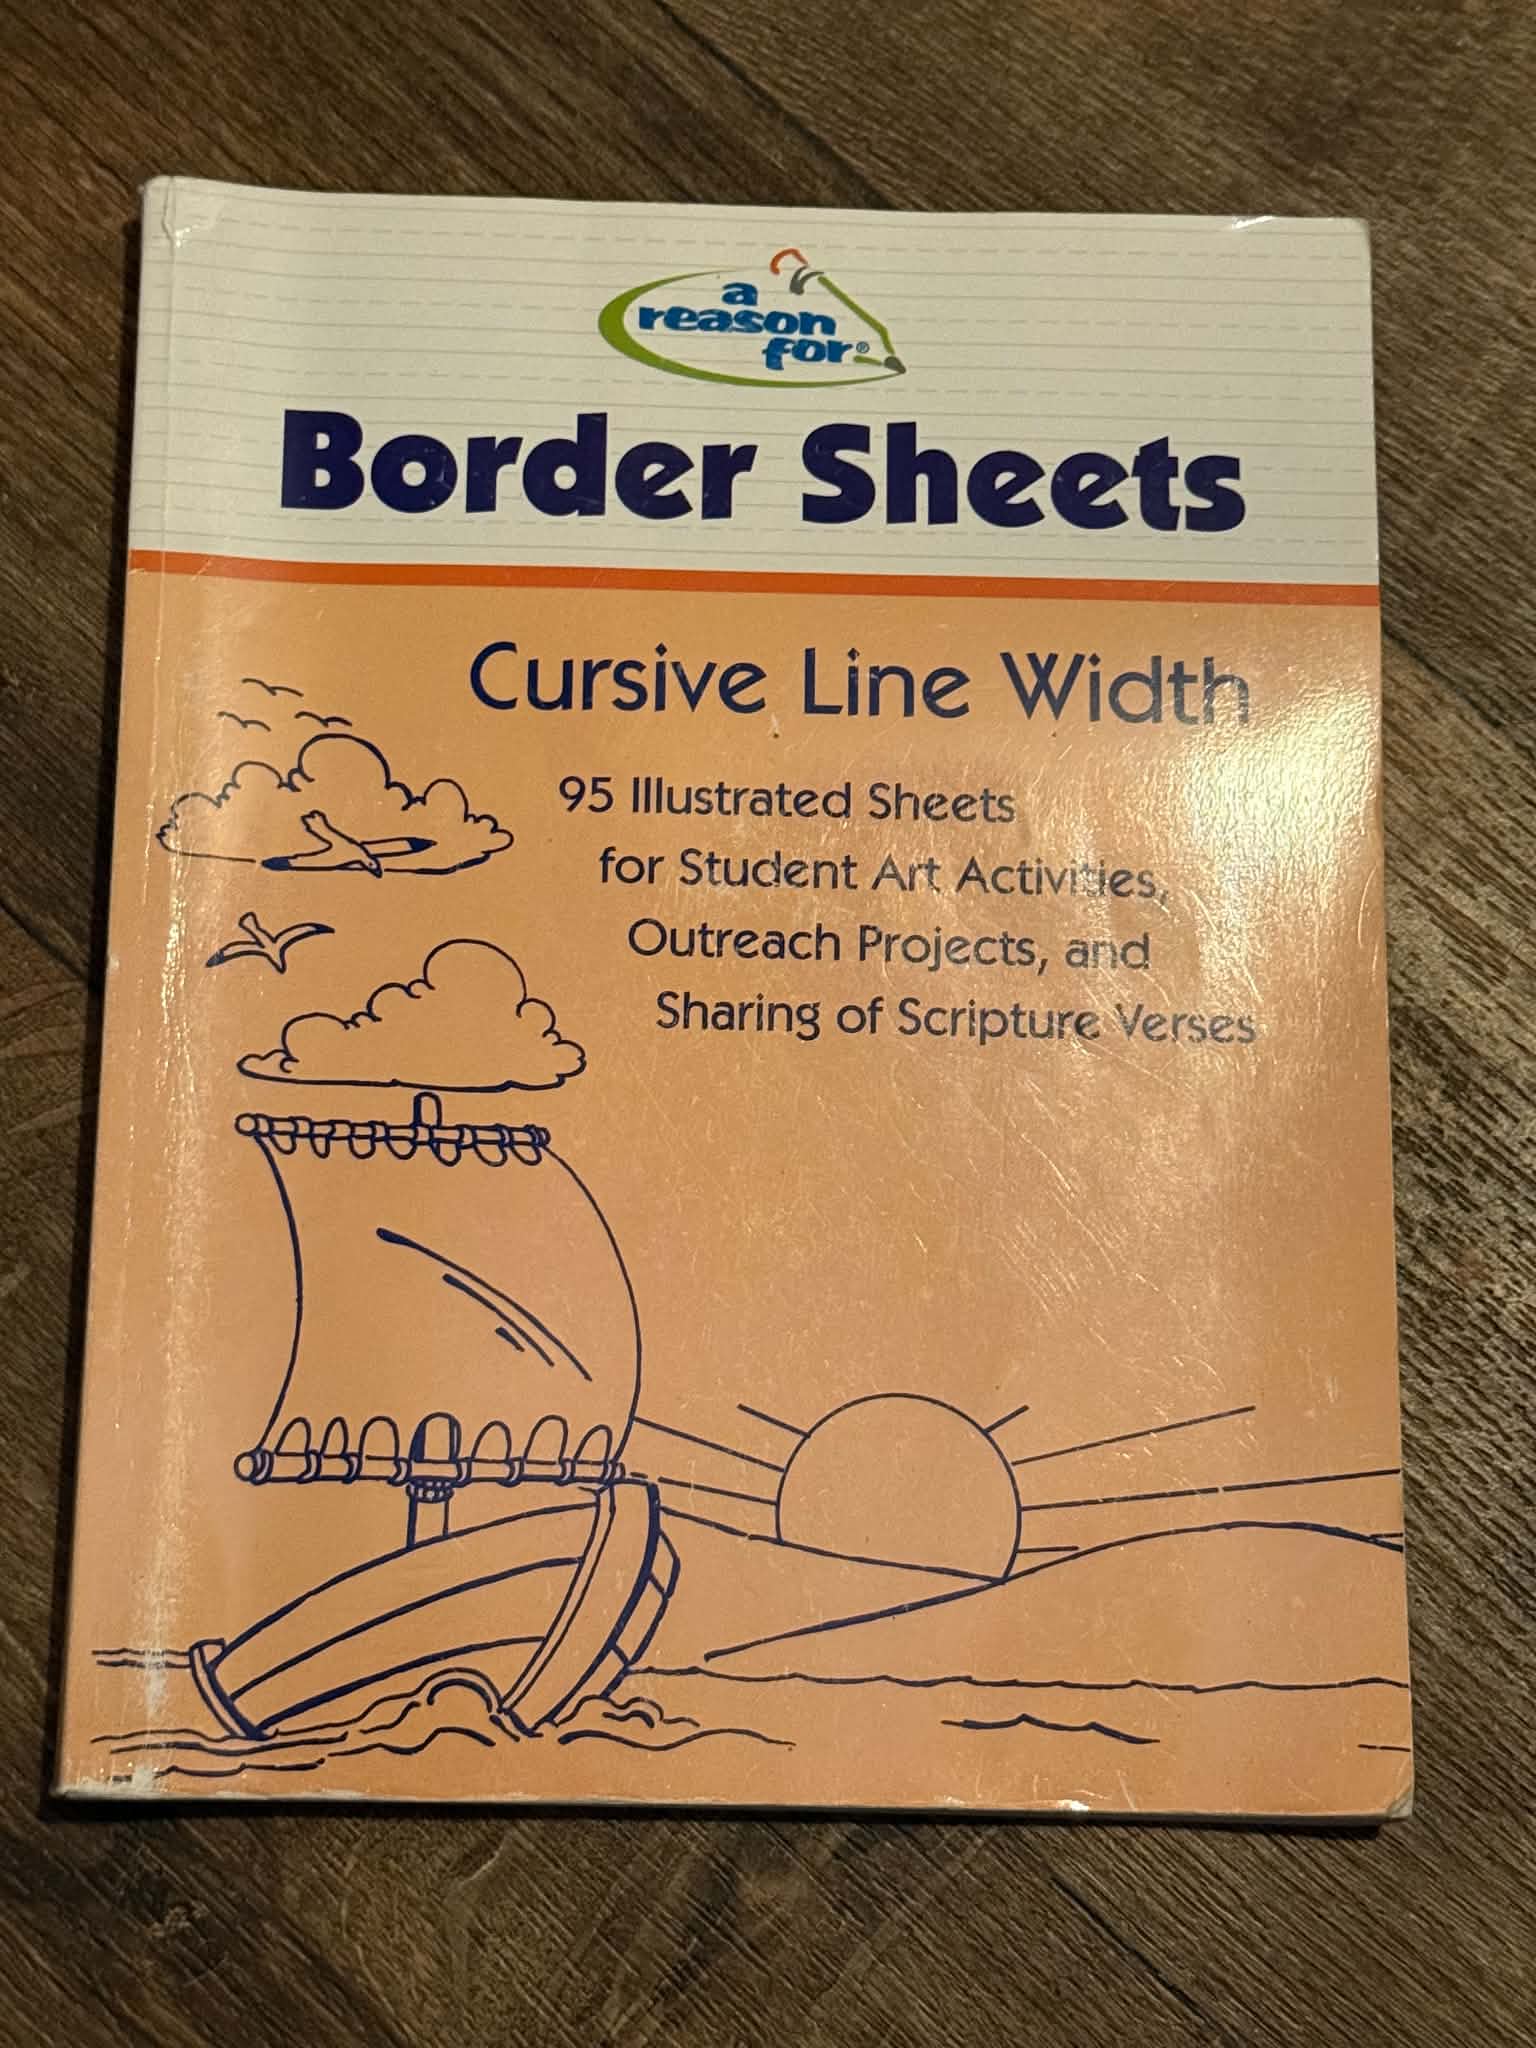 a
reason
for®
Border Sheets
Cursive Line Width
95 Illustrated Sheets
for Student Art Activities,
Outreach Projects, and
Sharing of Scripture Verses